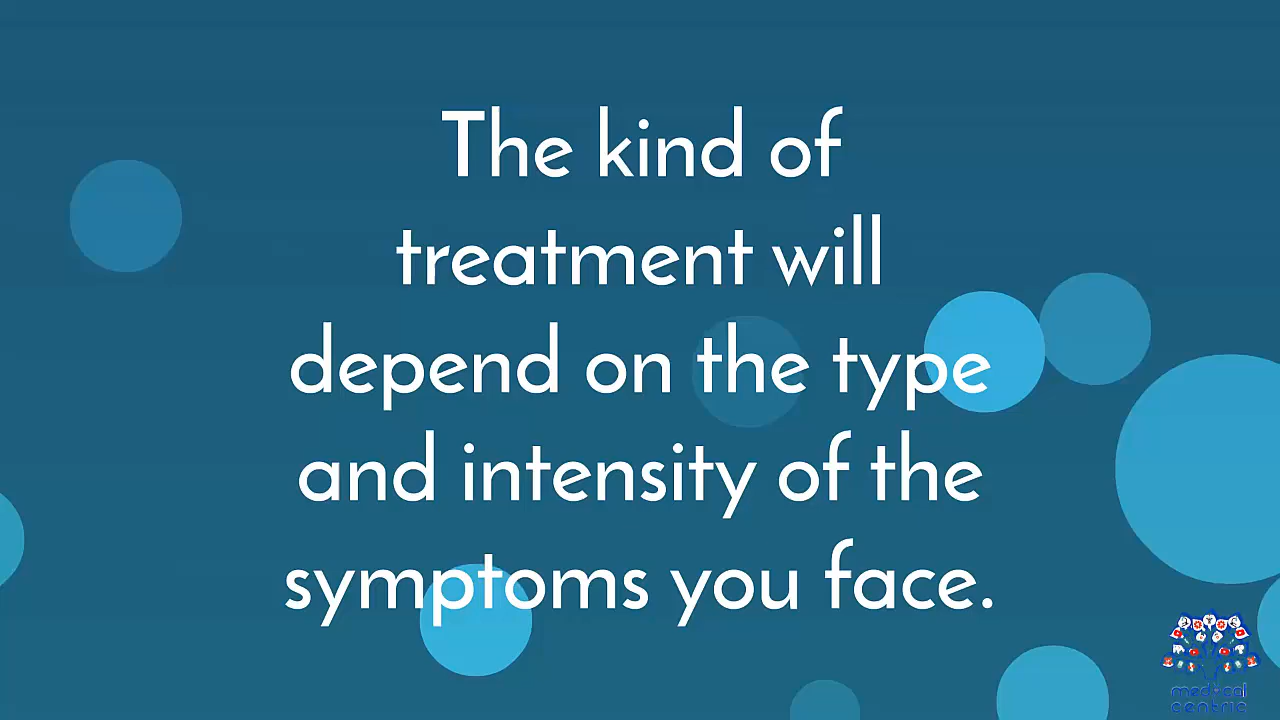 The kind of
treatment will
depend on the type
and intensity of the
symptoms you face.
medical
centric